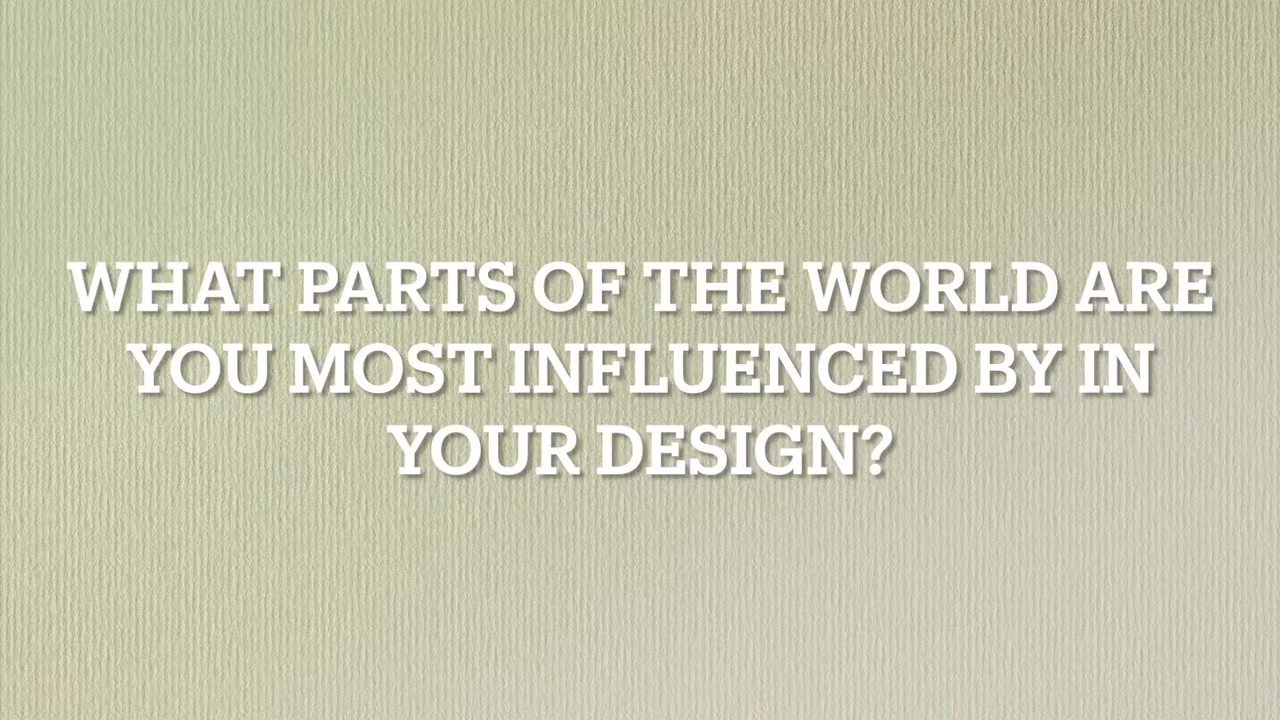 WHAT PARTS OF THE WORLD ARE
YOU MOST INFLUENCED BY IN
YOUR DESIGN?